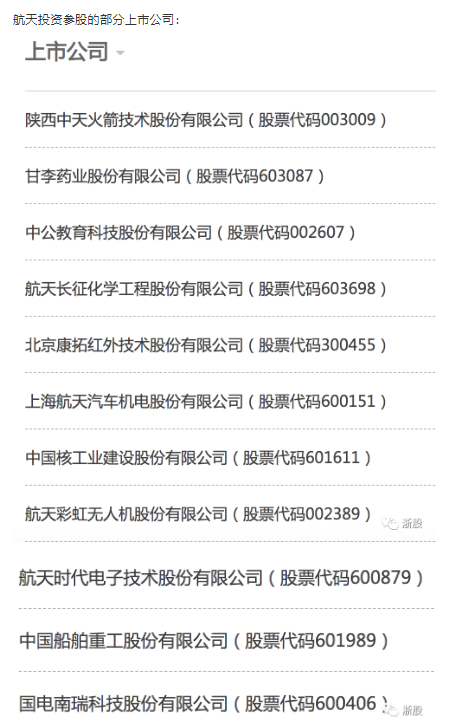 航天投资参股的部分上市公司：
上市公司
陕西中天火箭技术股份有限公司（股票代码003009）
甘李药业股份有限公司（股票代码603087）
中公教育科技股份有限公司（股票代码002607）
航天长征化学工程股份有限公司（股票代码603698）
北京康拓红外技术股份有限公司（股票代码300455）
上海航天汽车机电股份有限公司（股票代码600151）
中国核工业建设股份有限公司（股票代码601611）
航天彩虹无人机股份有限公司（股票代码002389）
浙股
航天时代电子技术股份有限公司（股票代码600879）
中国船舶重工股份有限公司（股票代码601989）
国电南瑞科技股份有限公司（股票代码600406）
浙股